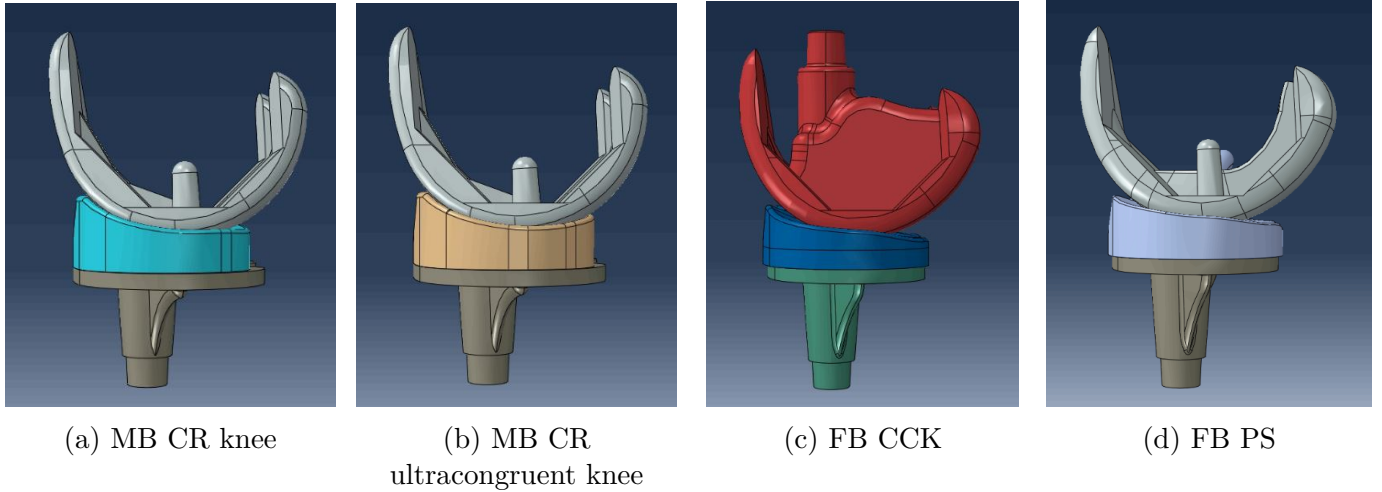 (a) MB CR knee
(b) MB CR
ultracongruent knee
(c) FB CCK
(d) FB PS